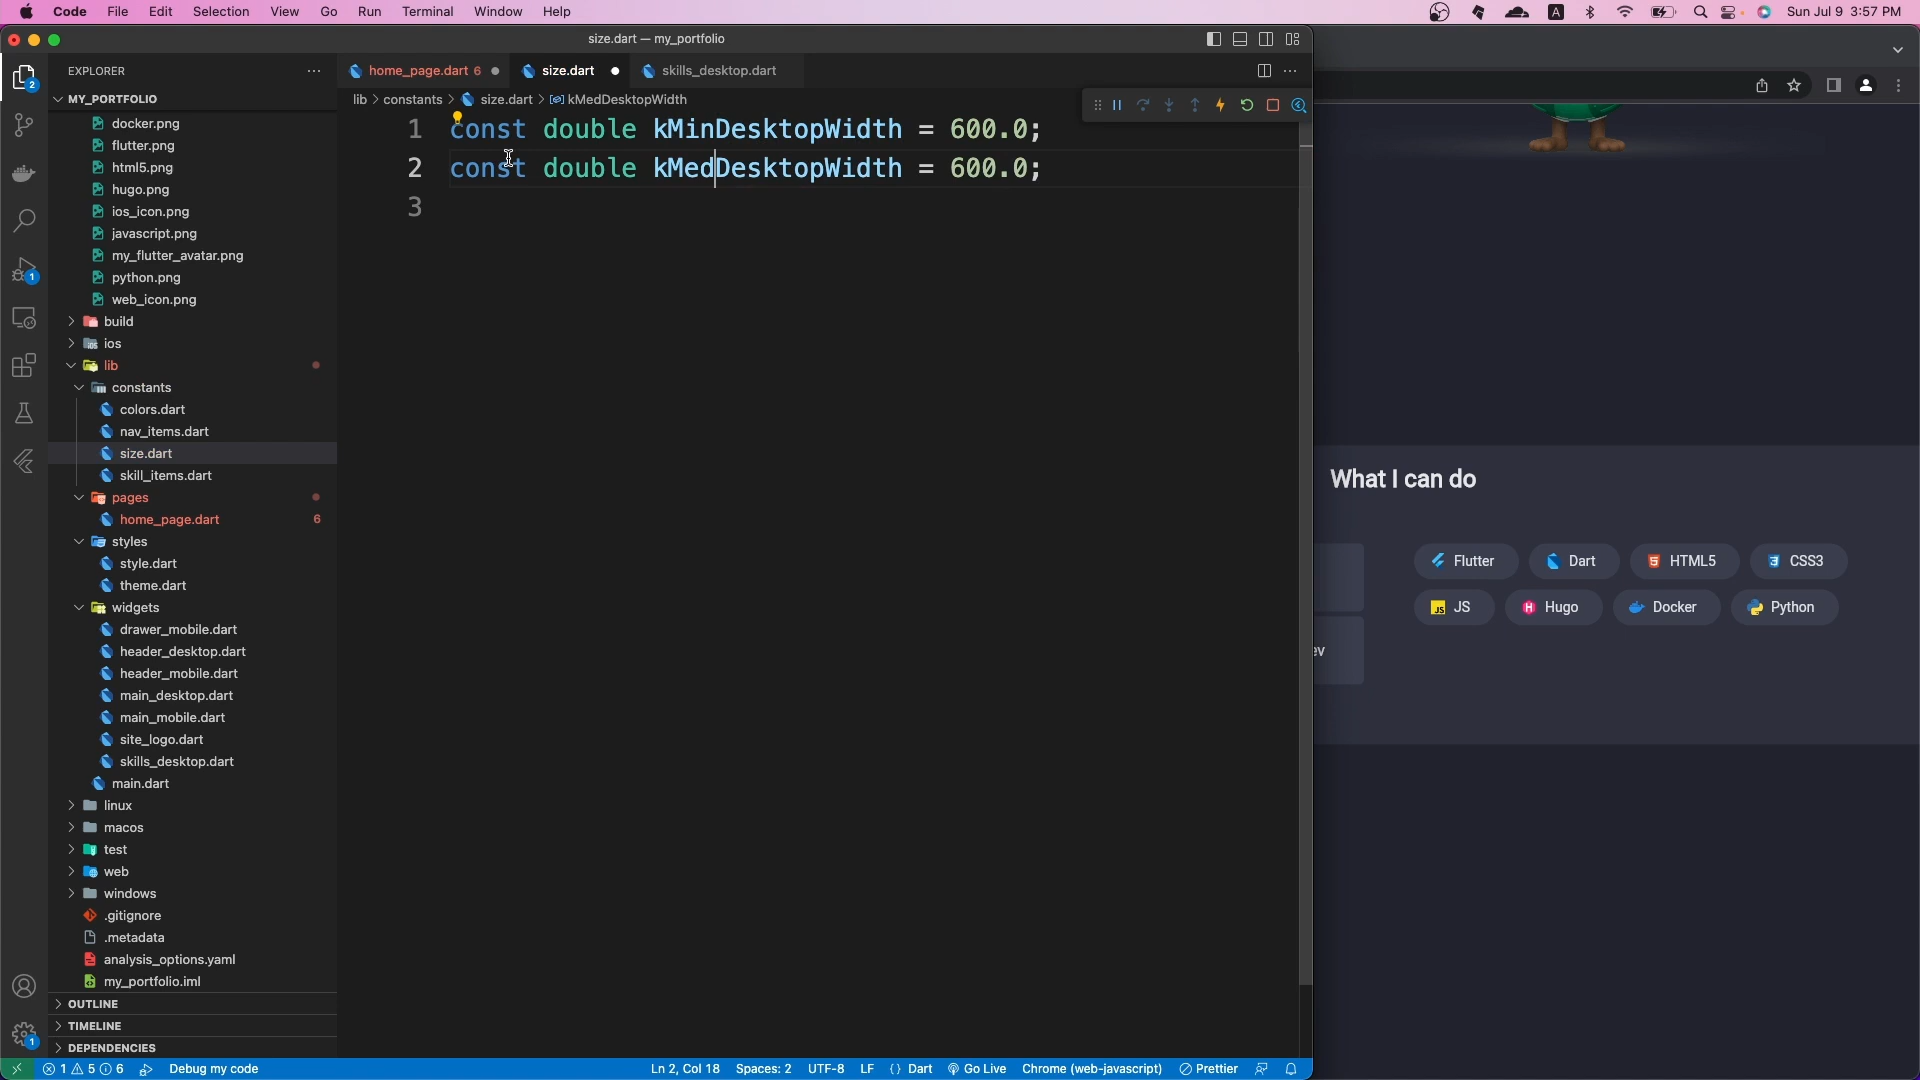 Code File Edit Selection View Go Run Terminal Window Help
A
Sun Jul 9 3:57 PM
size.dart — my_portfolio
EXPLORER
home_page.dart 6
size.dart
skills_desktop.dart
MY_PORTFOLIO
lib > constants > size.dart > kMedDesktopWidth
1 const double kMinDesktopWidth = 600.0;
2 const double kMedDesktopWidth = 600.0;
3
2
1
docker.png
flutter.png
html5.png
hugo.png
ios_icon.png
javascript.png
my_flutter_avatar.png
python.png
web_icon.png
build
ios
lib
constants
colors.dart
nav_items.dart
size.dart
skill_items.dart
pages
home_page.dart 6
styles
style.dart
theme.dart
widgets
drawer_mobile.dart
header_desktop.dart
header_mobile.dart
main_desktop.dart
main_mobile.dart
site_logo.dart
skills_desktop.dart
main.dart
linux
macos
test
web
windows
.gitignore
.metadata
analysis_options.yaml
my_portfolio.iml
OUTLINE
TIMELINE
DEPENDENCIES
1
What I can do
Flutter Dart HTML5 CSS3
JS Hugo Docker Python
ev
1 5 6 Debug my code
Ln 2, Col 18 Spaces: 2 UTF-8 LF {} Dart Go Live Chrome (web-javascript) Prettier